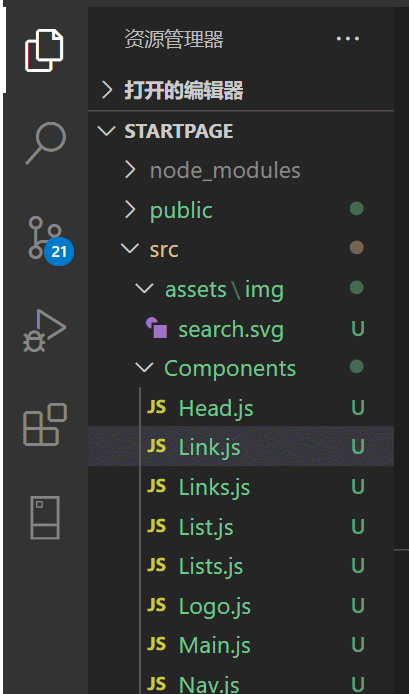 资源管理器 ...
打开的编辑器
STARTPAGE
node_modules
public
src
21
assets\img
search.svg U
Components
JS Head.js U
JS Link.js U
JS Links.js U
JS List.js U
JS Lists.js U
JS Logo.js U
JS Main.js U
JS Nav.js U